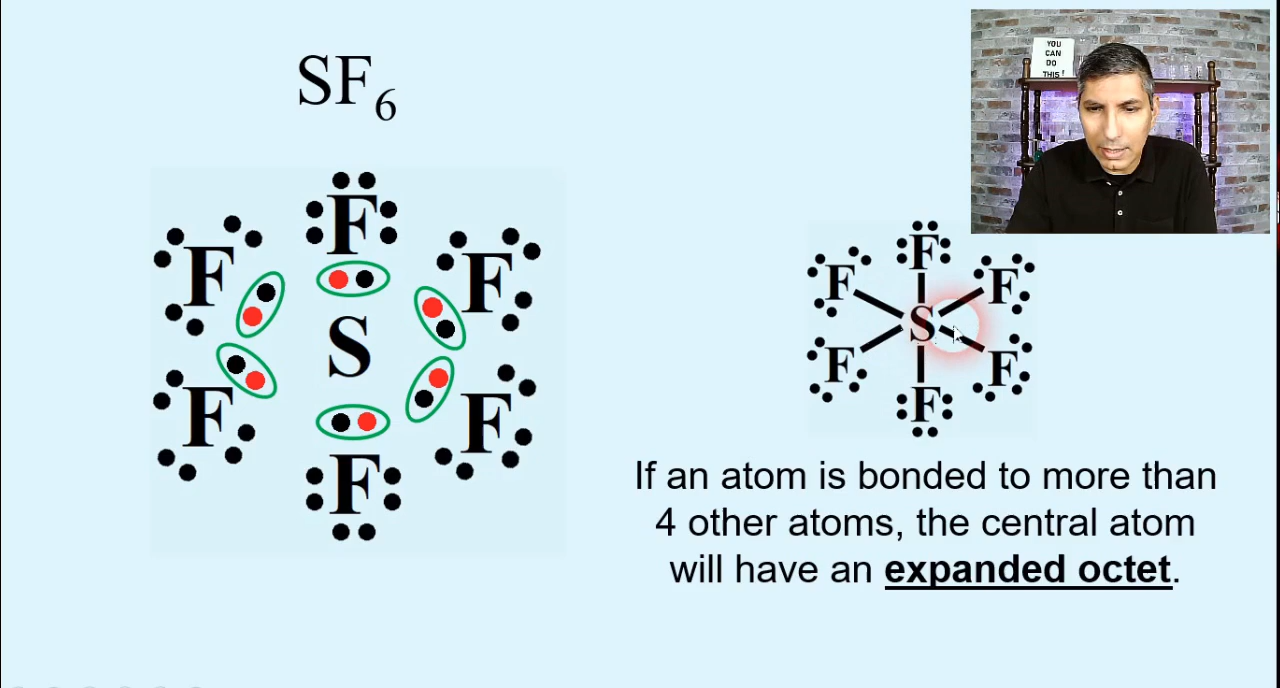 SF6
YOU
CAN
DO
THIS!
F
F
F
S
F
F
F
F
F
F
S
F
F
F
If an atom is bonded to more than
4 other atoms, the central atom
will have an expanded octet.